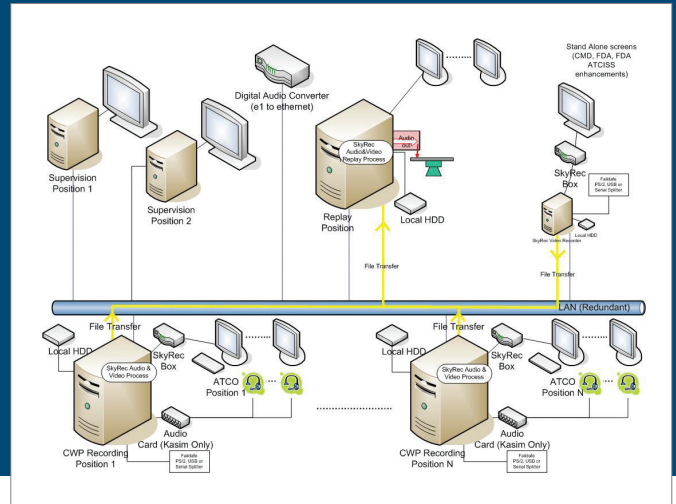 Stand Alone screens
(CMD, FDA, FDA
ATCISS
enhancements)
Digital Audio Converter
(e1 to ethernet)
Supervision
Position 1
Supervision
Position 2
SkyRec
Audio&Video
Replay Process
Audio
out
Replay
Position
Local HDD
SkyRec
Box
Faildate
PS/2, USB or
Serial Splitter
Local HDD
SkyRec Video Recorder
File Transfer
File Transfer
LAN (Redundant)
File Transfer
Local HDD
SkyRec
Box
SkyRec Audio &
Video Process
ATCO
Position 1
Audio
Card (Kasim Only)
CWP Recording
Position 1
Faildate
PS/2, USB or
Serial Splitter
File Transfer
Local HDD
SkyRec
Box
SkyRec Audio &
Video Process
ATCO
Position N
Audio
Card (Kasim Only)
CWP Recording
Position N
Faildate
PS/2, USB or
Serial Splitter